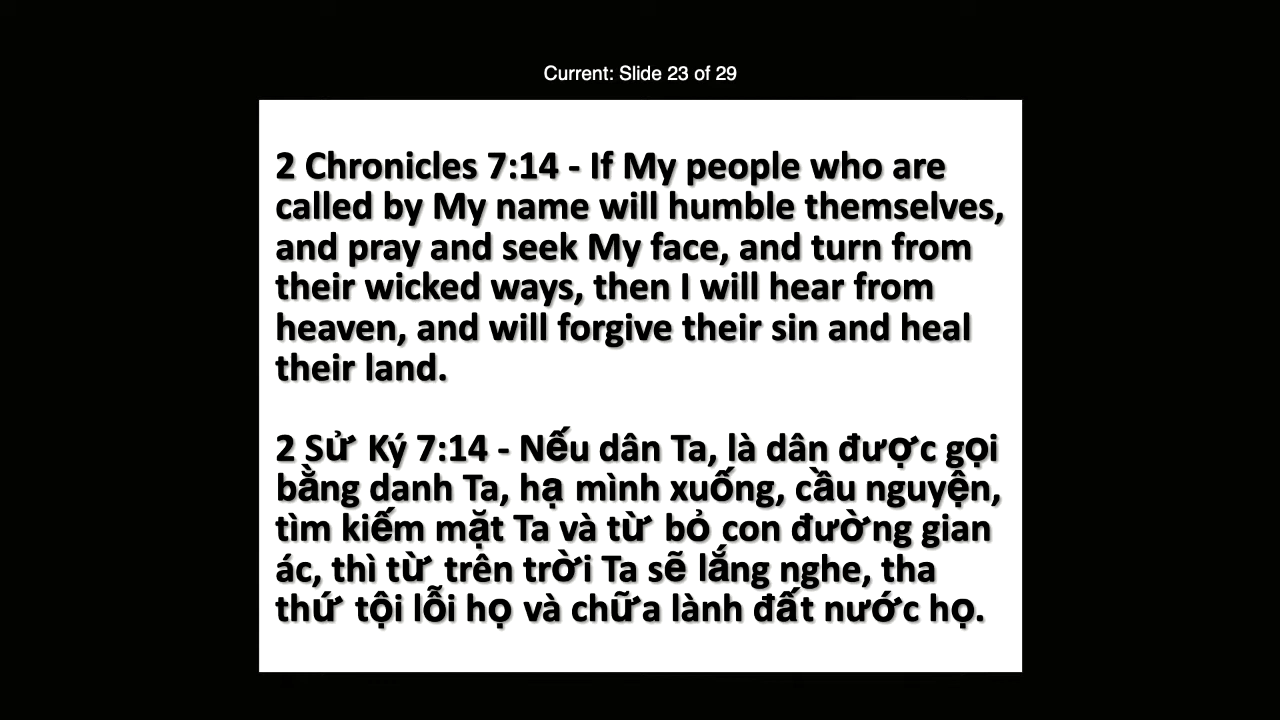 Current: Slide 23 of 29
2 Chronicles 7:14 - If My people who are
called by My name will humble themselves,
and pray and seek My face, and turn from
their wicked ways, then I will hear from
heaven, and will forgive their sin and heal
their land.
2 Sử Ký 7:14 - Nếu dân Ta, là dân được gọi
bằng danh Ta, hạ mình xuống, cầu nguyện,
tìm kiếm mặt Ta và từ bỏ con đường gian
ác, thì từ trên trời Ta sẽ lắng nghe, tha
thứ tội lỗi họ và chữa lành đất nước họ.